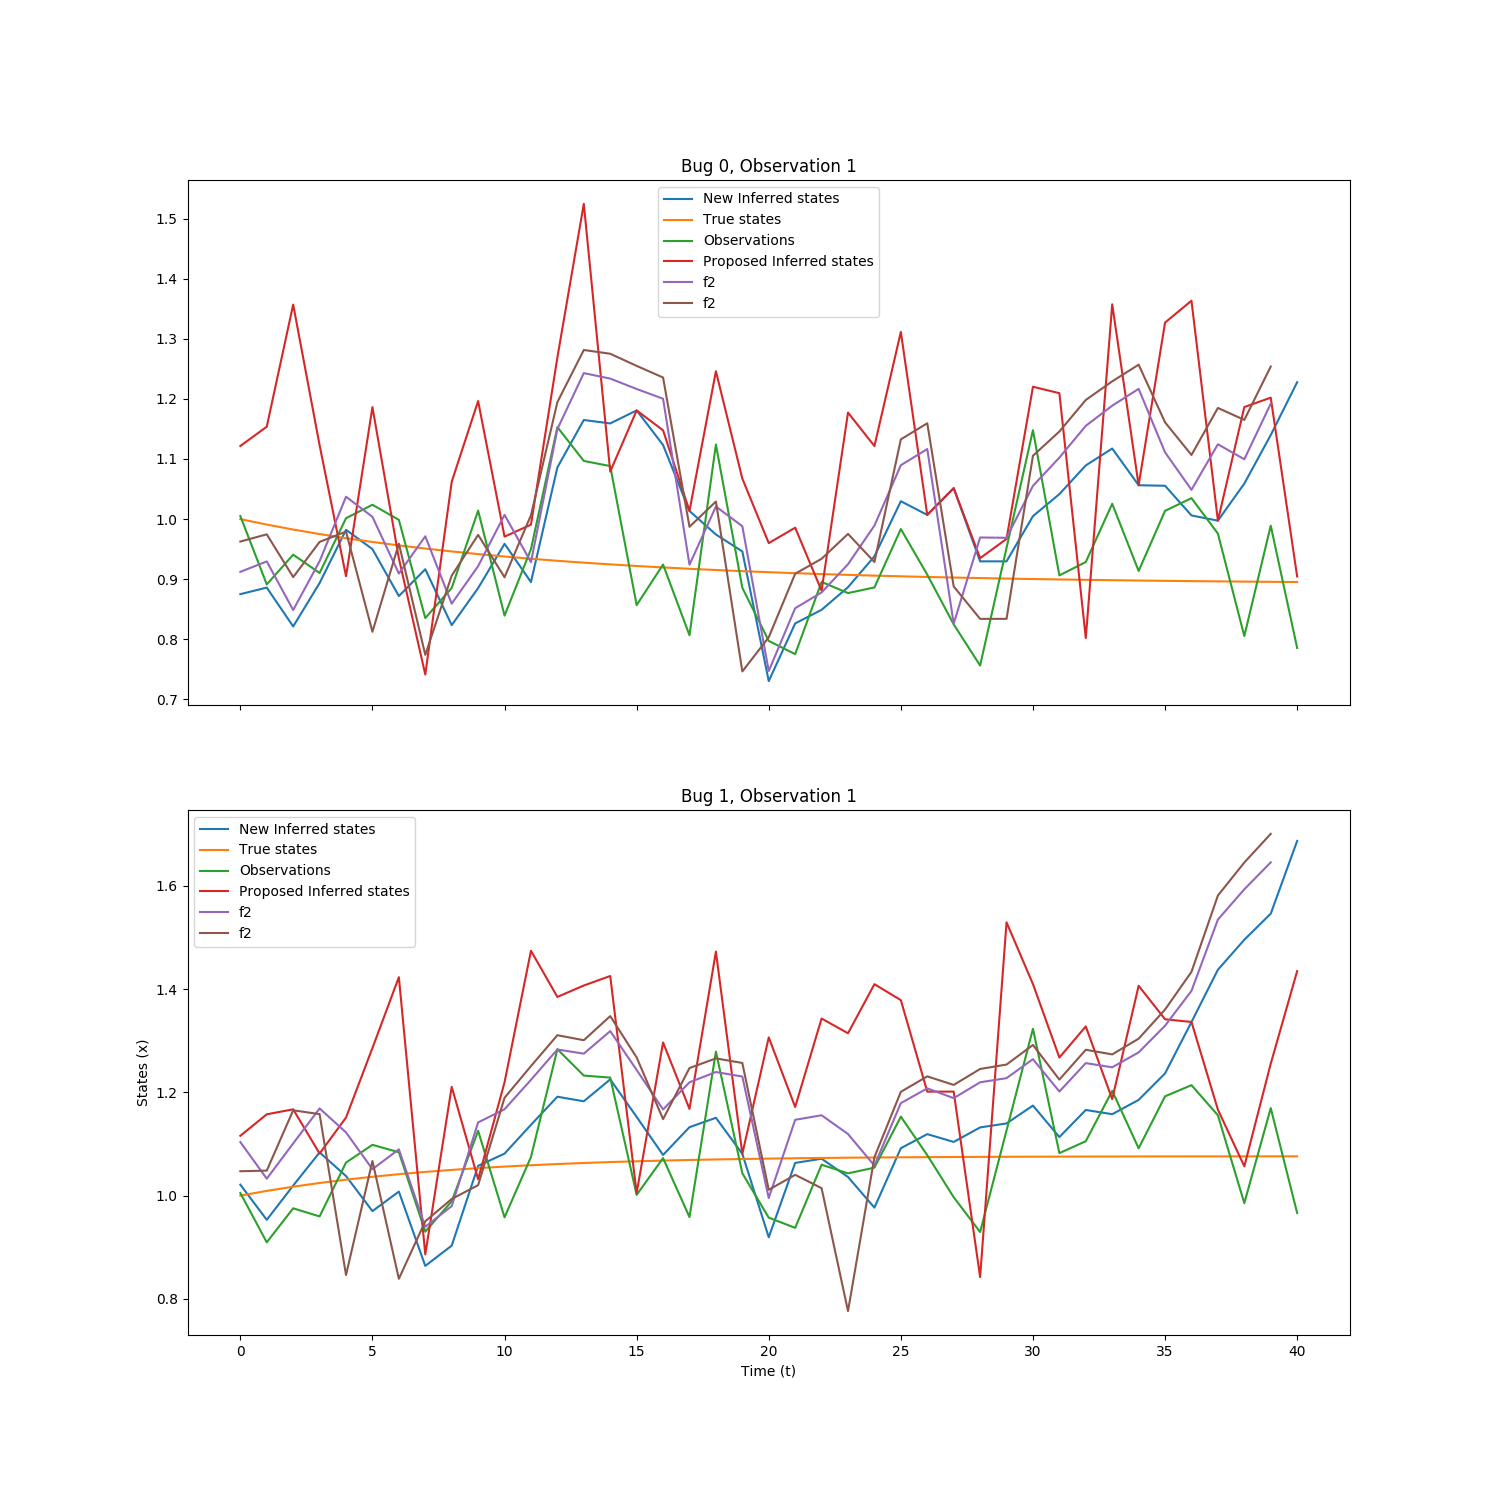 Bug 0, Observation 1
New Inferred states
True states
Observations
Proposed Inferred states
f2
f2
1.5
1.4
1.3
1.2
1.1
1.0
0.9
0.8
0.7
Bug 1, Observation 1
New Inferred states
True states
Observations
Proposed Inferred states
f2
f2
1.6
1.4
1.2
1.0
0.8
States (x)
0 5 10 15 20 25 30 35 40
Time (t)